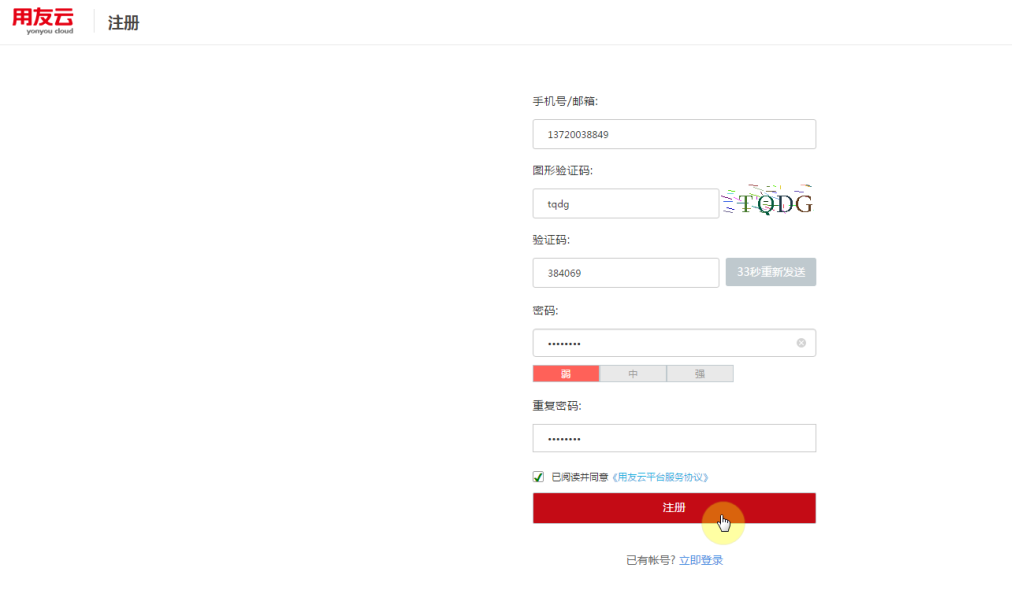 用友云
yonyou cloud
注册
手机号/邮箱:
13720038849
图形验证码:
tqdg
TQDG
验证码:
384069
33秒重新发送
密码:
••••••••
弱 中 强
重复密码:
••••••••
已阅读并同意《用友云平台服务协议》
注册
已有帐号? 立即登录